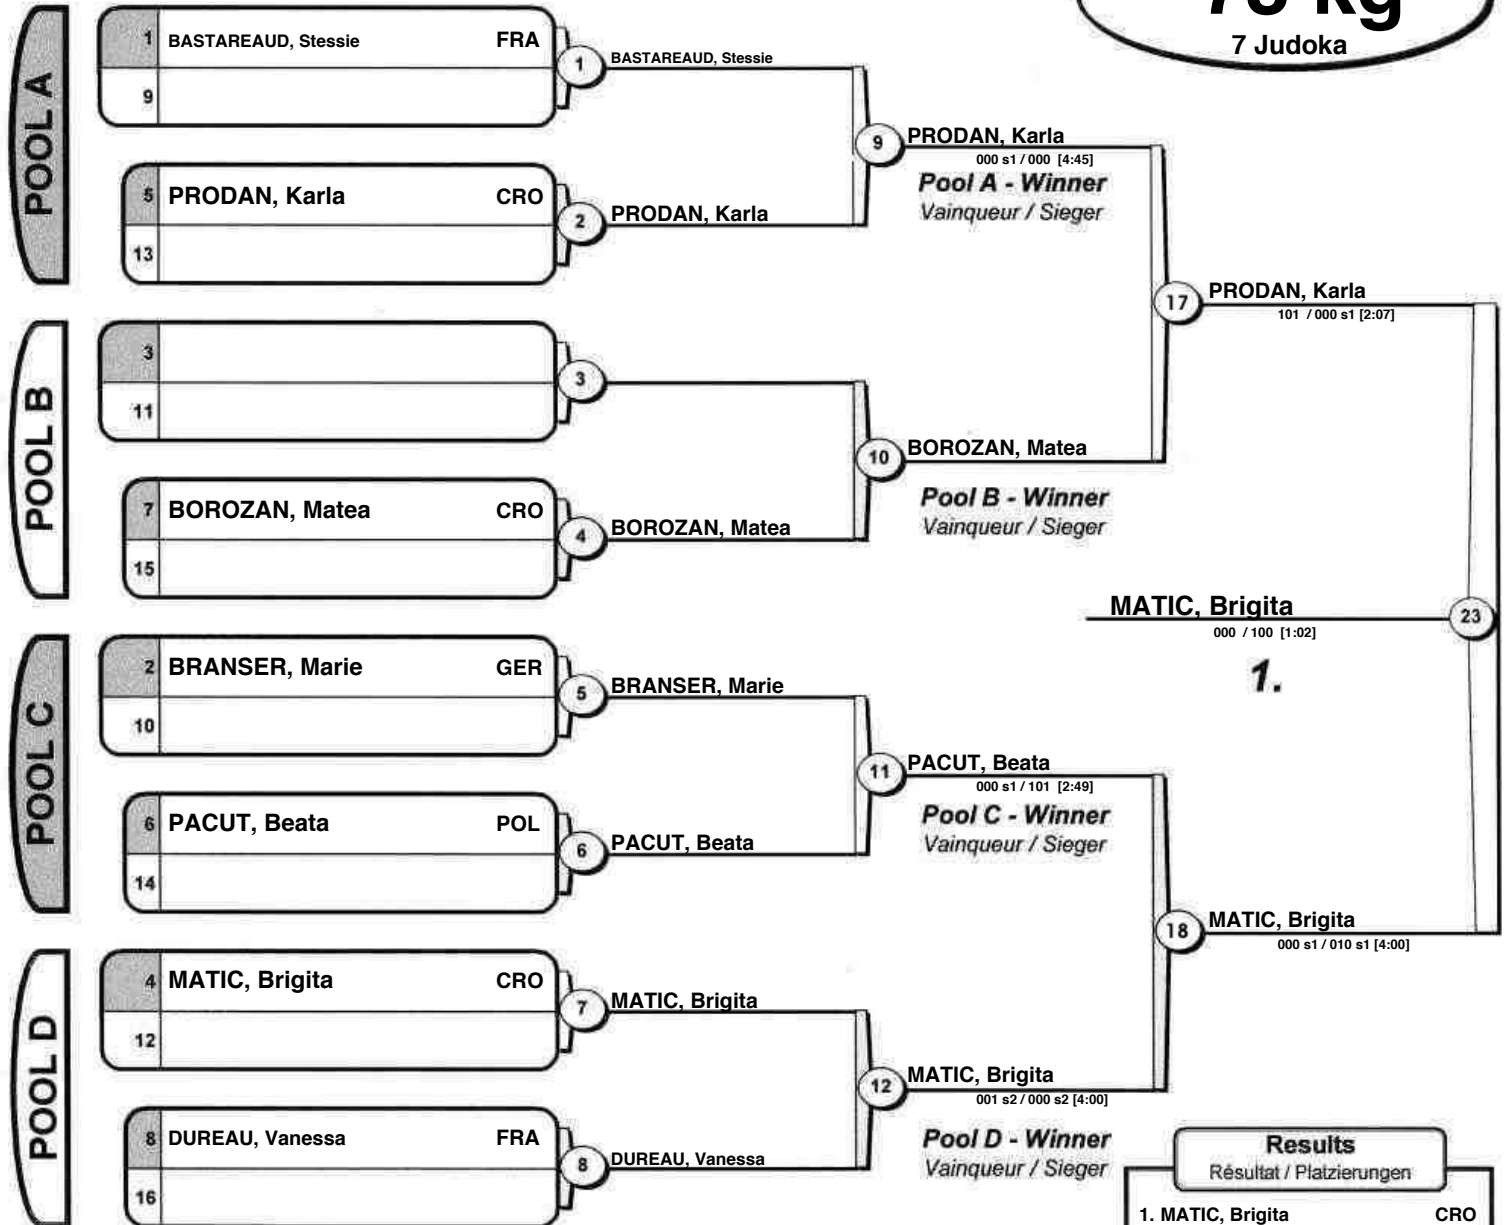 78 kg
7 Judoka
POOL A
1 BASTAREAUD, Stessie FRA
9
1
BASTAREAUD, Stessie
5 PRODAN, Karla CRO
13
2
PRODAN, Karla
9
PRODAN, Karla
000 s1 / 000 [4:45]
Pool A - Winner
Vainqueur / Sieger
POOL B
3
11
3
7 BOROZAN, Matea CRO
15
4
BOROZAN, Matea
10
BOROZAN, Matea
Pool B - Winner
Vainqueur / Sieger
17
PRODAN, Karla
101 / 000 s1 [2:07]
MATIC, Brigita
000 / 100 [1:02]
23
1.
POOL C
2 BRANSER, Marie GER
10
5
BRANSER, Marie
6 PACUT, Beata POL
14
6
PACUT, Beata
11
PACUT, Beata
000 s1 / 101 [2:49]
Pool C - Winner
Vainqueur / Sieger
18
MATIC, Brigita
000 s1 / 010 s1 [4:00]
POOL D
4 MATIC, Brigita CRO
12
7
MATIC, Brigita
8 DUREAU, Vanessa FRA
16
8
DUREAU, Vanessa
12
MATIC, Brigita
001 s2 / 000 s2 [4:00]
Pool D - Winner
Vainqueur / Sieger
Results
Résultat / Platzierungen
1. MATIC, Brigita CRO